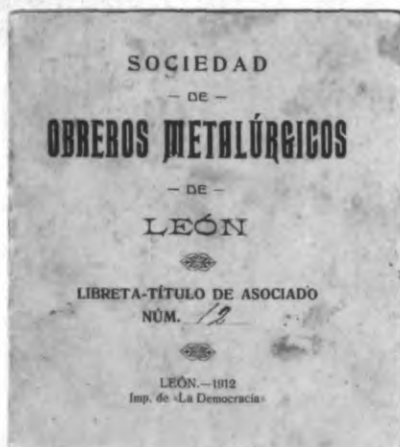 SOCIEDAD
— DE —
OBREROS METALÚRGICOS
— DE —
LEÓN
LIBRETA-TÍTULO DE ASOCIADO
NÚM. 12
LEÓN.—1912
Imp. de «La Democracia»